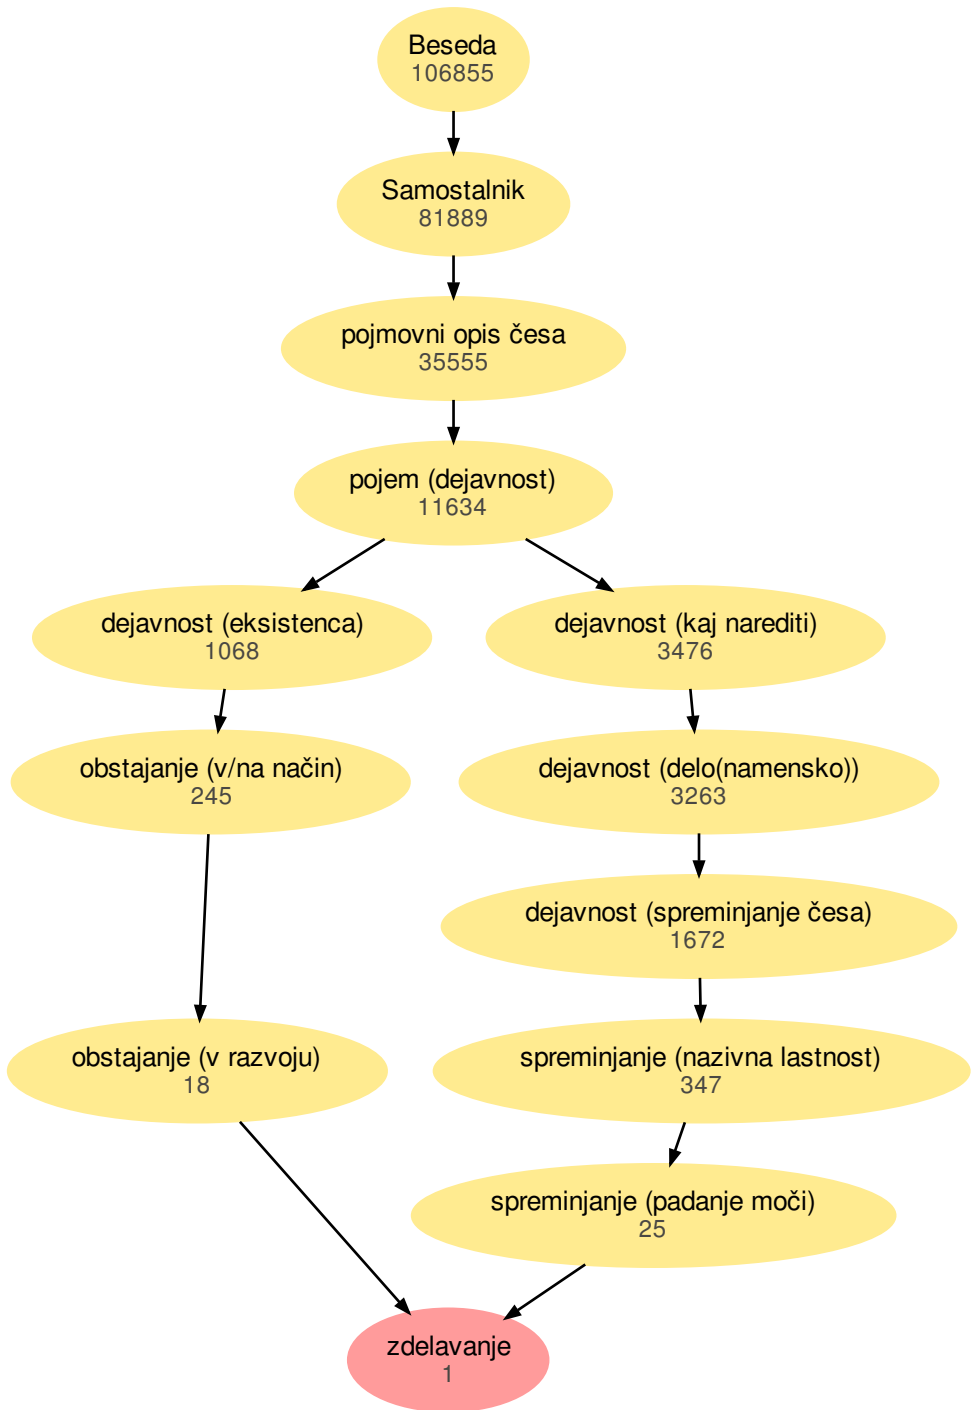 Beseda
106855
Samostalnik
81889
pojmovni opis česa
35555
pojem (dejavnost)
11634
dejavnost (eksistenca)
1068
dejavnost (kaj narediti)
3476
obstajanje (v/na način)
245
dejavnost (delo(namensko))
3263
dejavnost (spreminjanje česa)
1672
obstajanje (v razvoju)
18
spreminjanje (nazivna lastnost)
347
spreminjanje (padanje moči)
25
zdelavanje
1